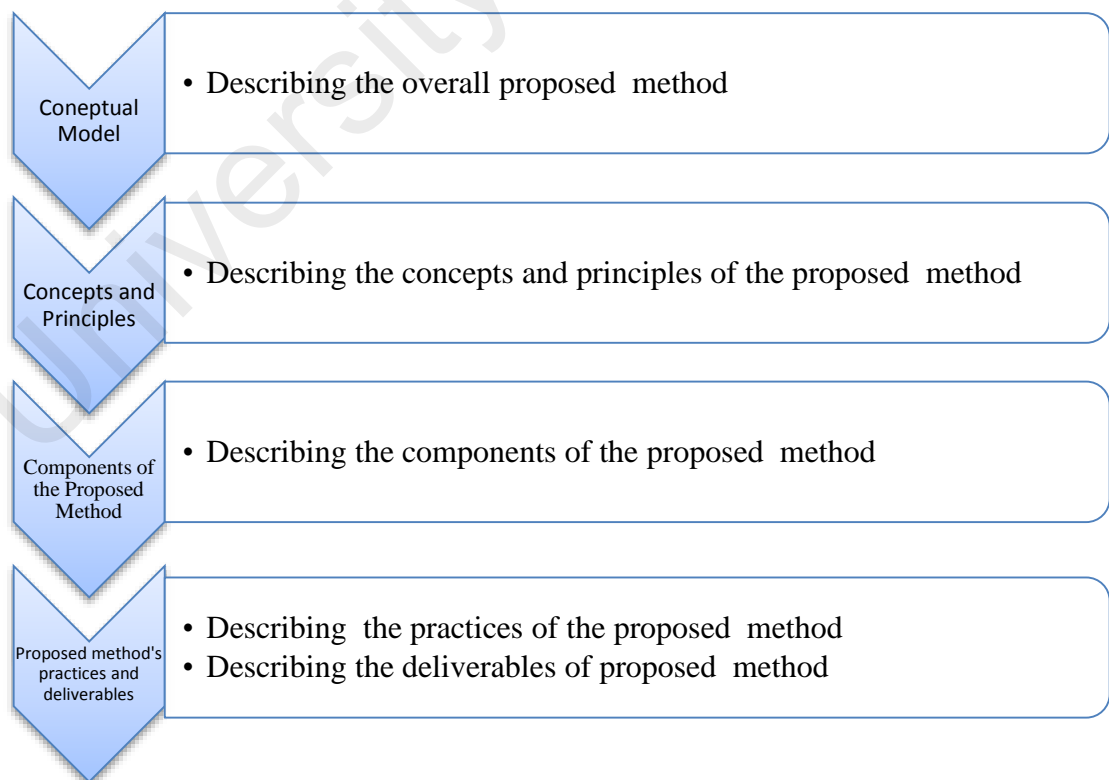 Coneptual
Model
• Describing the overall proposed method
Concepts and
Principles
• Describing the concepts and principles of the proposed method
Components of
the Proposed
Method
• Describing the components of the proposed method
Proposed method's
practices and
deliverables
• Describing the practices of the proposed method
• Describing the deliverables of proposed method
University